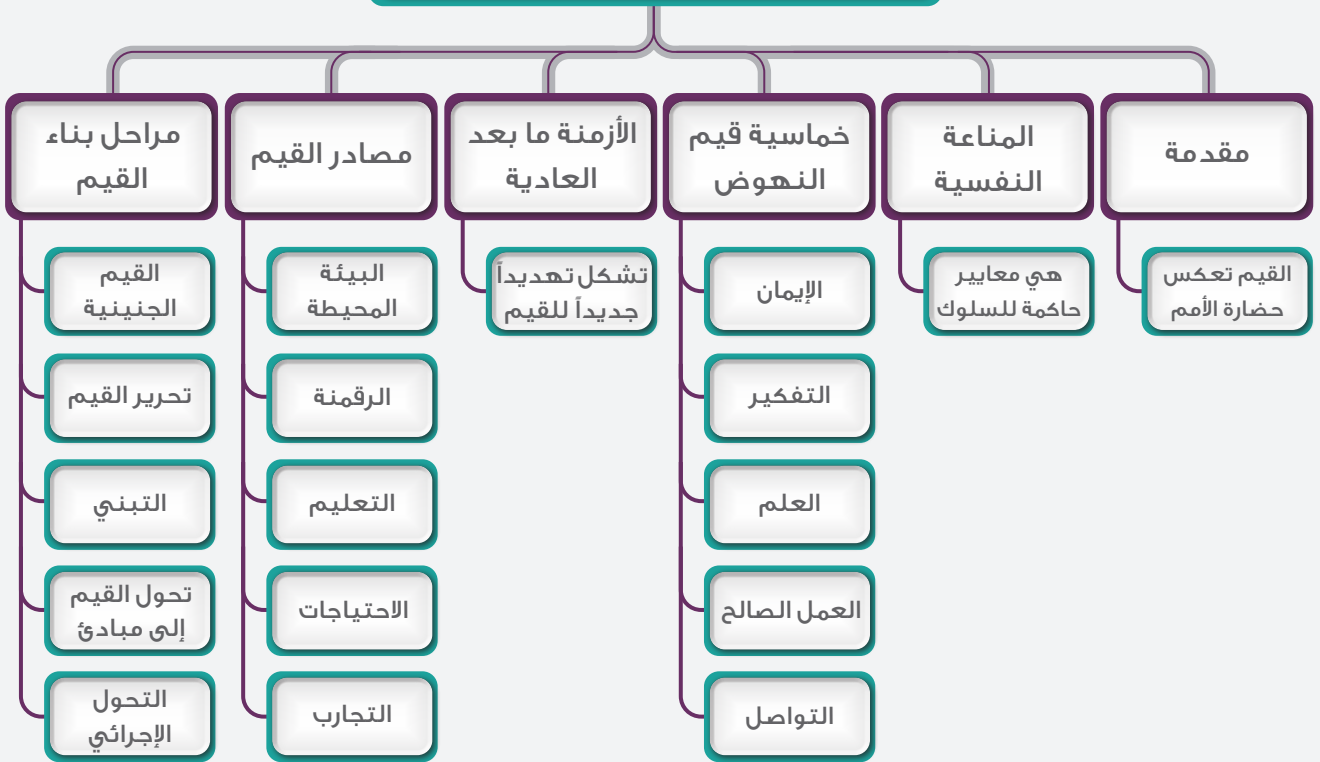 مقدمة
القيم تعكس
حضارة الأمم
المناعة
النفسية
هي معايير
حاكمة للسلوك
خماسية قيم
النهوض
الإيمان
التفكير
العلم
العمل الصالح
التواصل
الأزمنة ما بعد
العادية
تشكل تهديداً
جديداً للقيم
مصادر القيم
البيئة
المحيطة
الرقمنة
التعليم
الاحتياجات
التجارب
مراحل بناء
القيم
القيم
الجنينية
تحرير القيم
التبني
تحول القيم
إلى مبادئ
التحول
الإجرائي